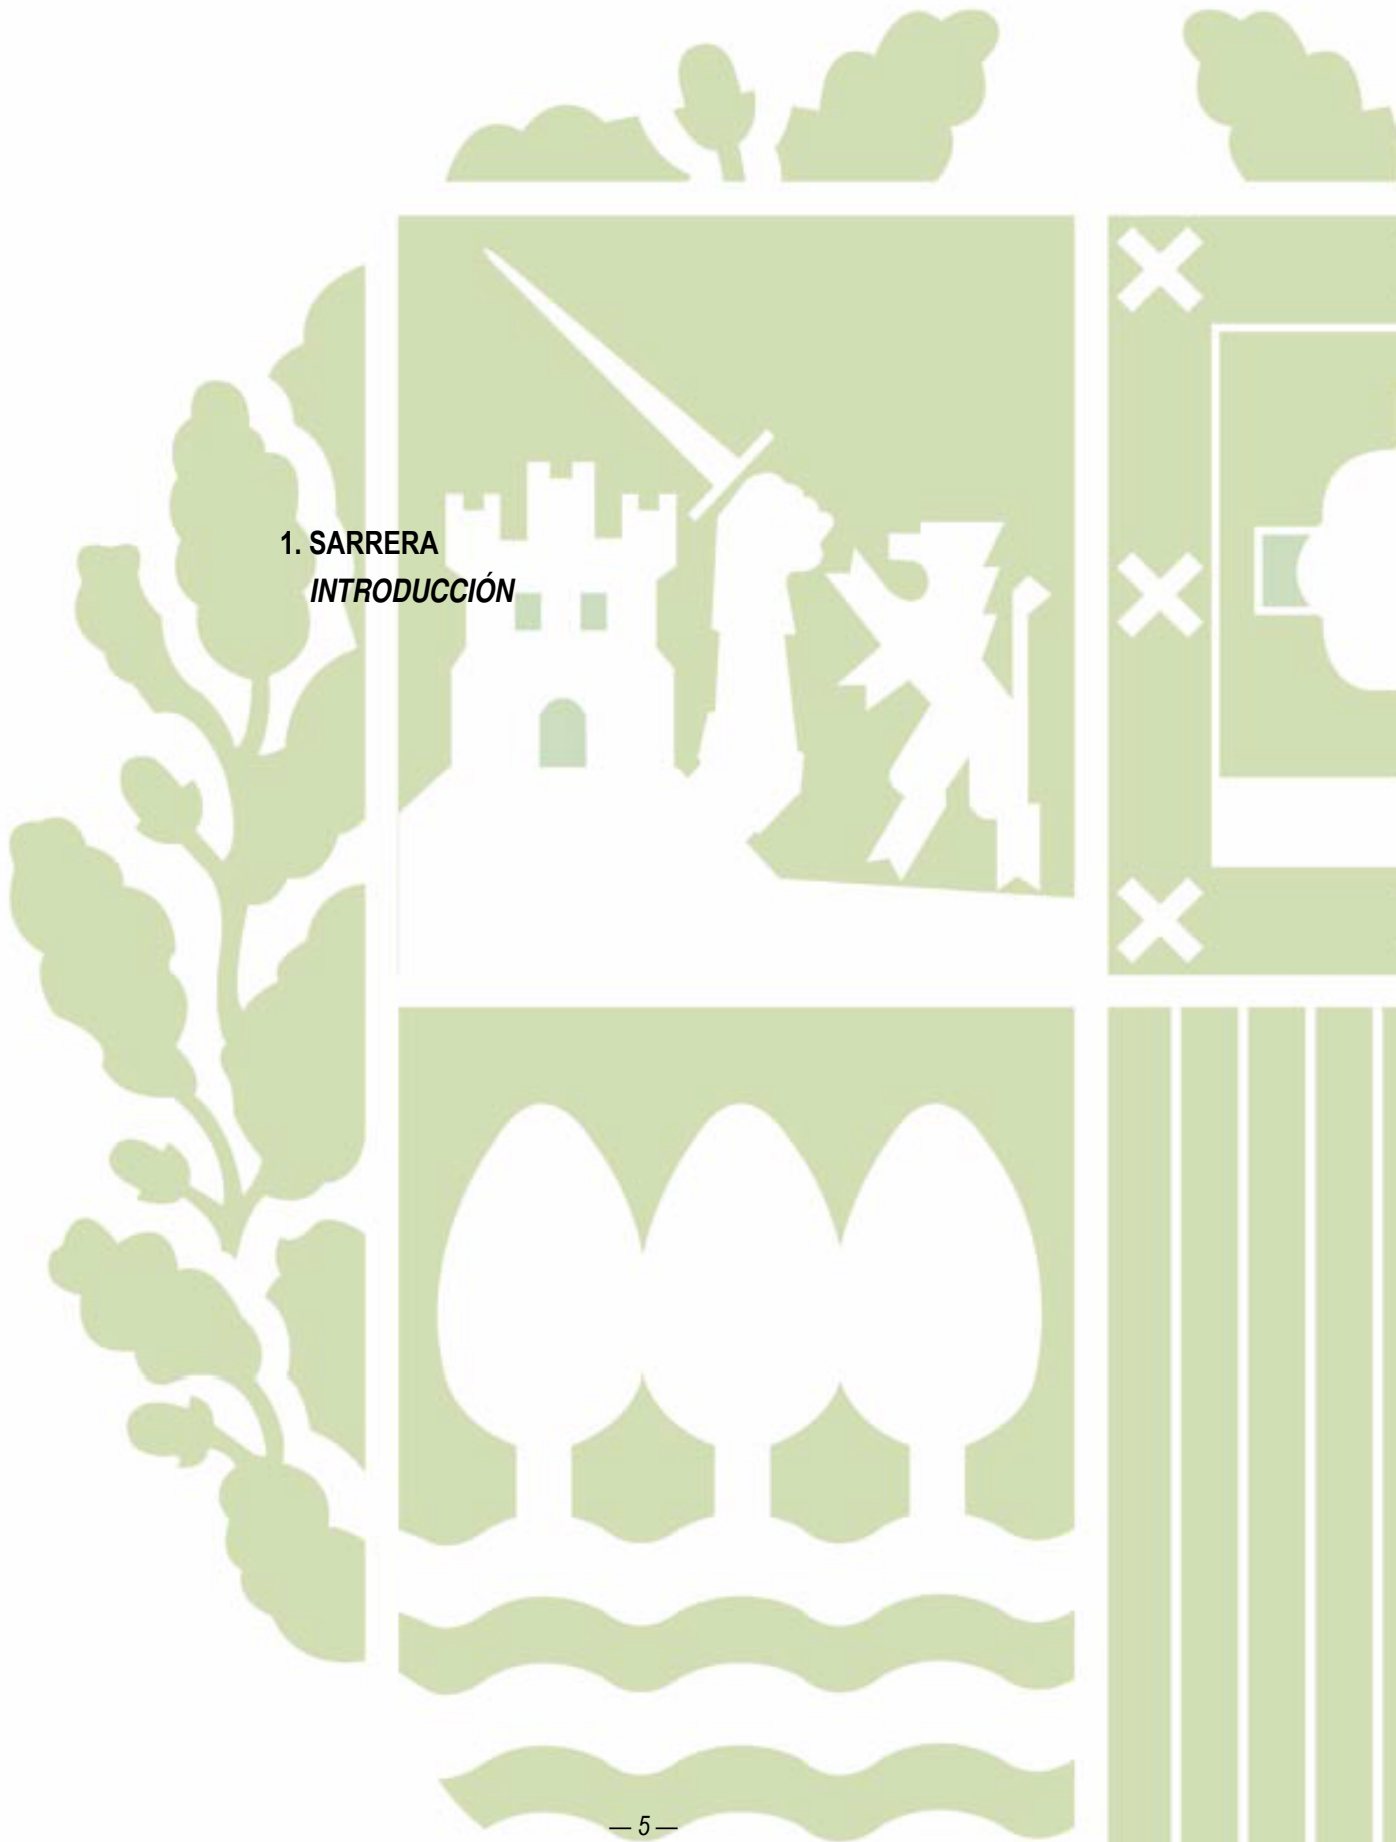 1. SARRERA
INTRODUCCIÓN
— 5 —